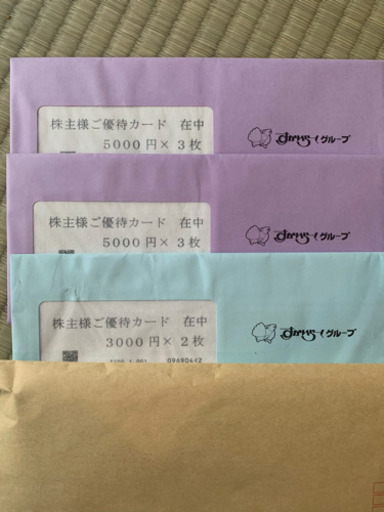 株主様ご優待カード 在中
5000円×3枚
すかいらーくグループ
株主様ご優待カード 在中
5000円×3枚
すかいらーくグループ
株主様ご優待カード 在中
3000円×2枚
すかいらーくグループ